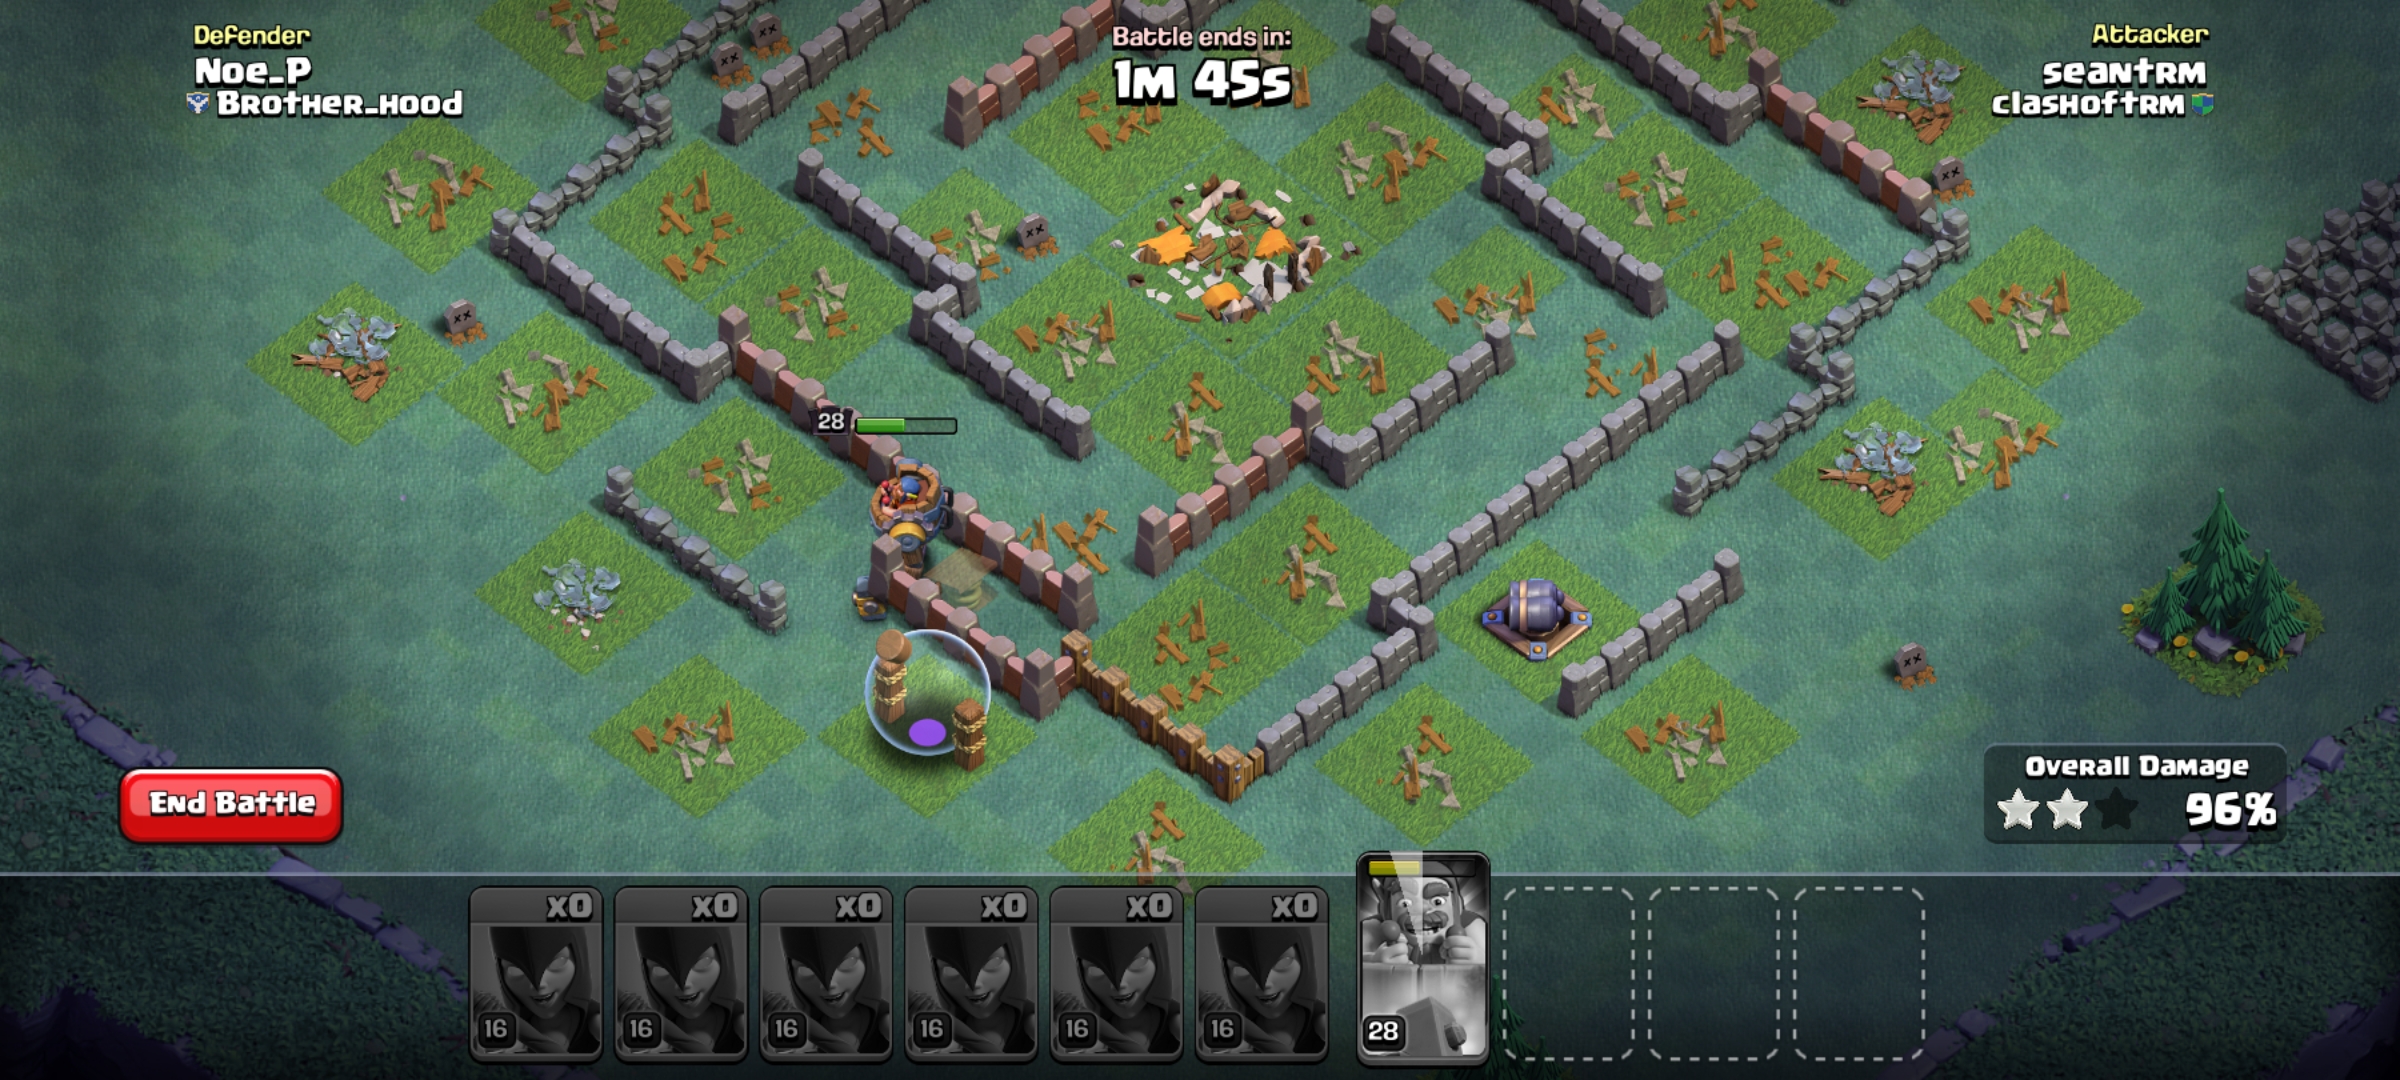 Defender
Noe_P
Brother_hood
Battle ends in:
1m 45s
Attacker
seantrm
clashoftrm
28
End Battle
Overall Damage
96%
x0
x0
x0
x0
x0
x0
16
16
16
16
16
16
28